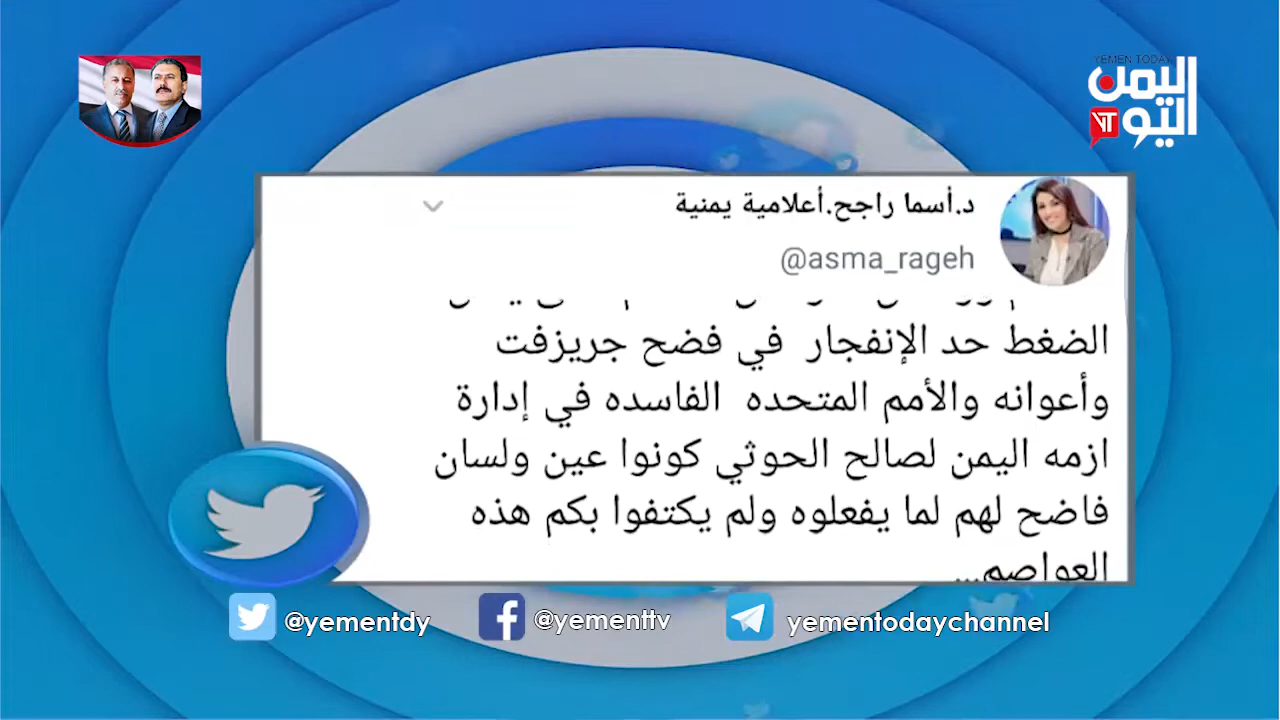 YEMEN TODAY
اليمن
اليوم
YT
د.أسما راجح.أعلامية يمنية
@asma_rageh
الضغط حد الإنفجار في فضح جريزفت
وأعوانه والأمم المتحده الفاسده في إدارة
ازمه اليمن لصالح الحوثي كونوا عين ولسان
فاضح لهم لما يفعلوه ولم يكتفوا بكم هذه
العواصم...
@yementdy
@yementtv
yementodaychannel